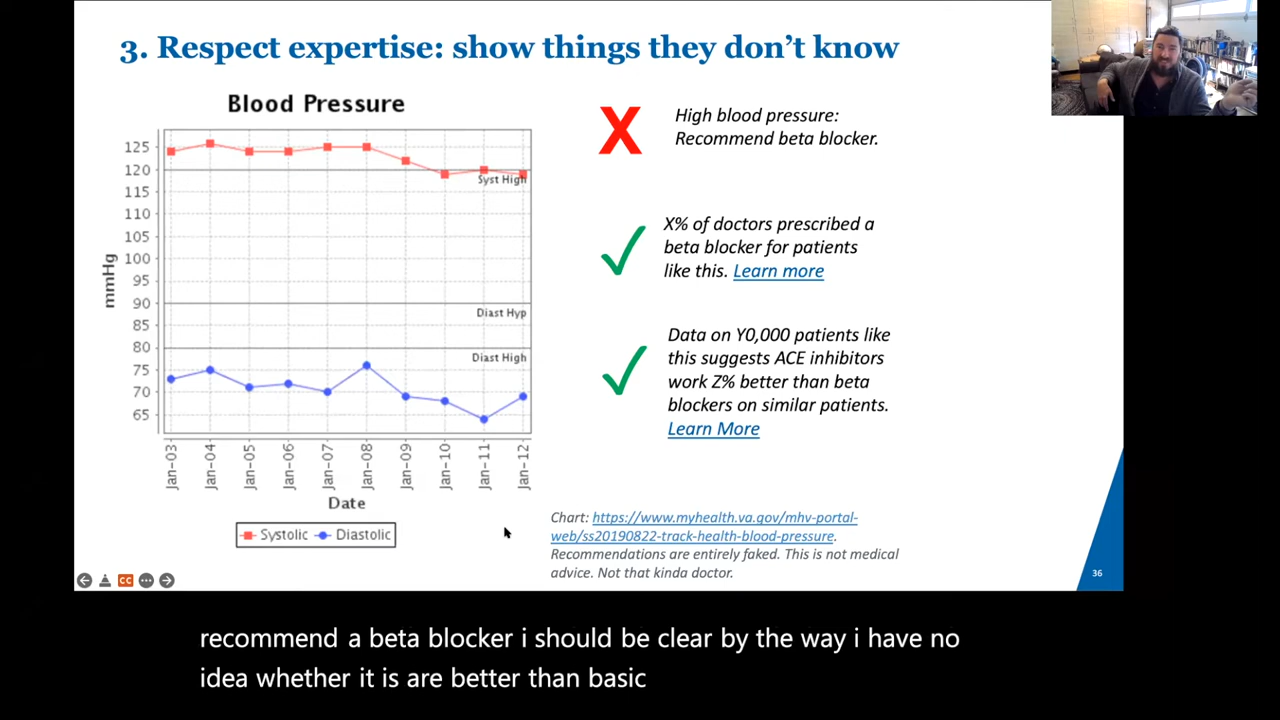 3. Respect expertise: show things they don’t know
Blood Pressure
125
120
115
110
105
100
95
90
85
80
75
70
65
mmHg
Syst High
Diast Hyp
Diast High
Jan-03
Jan-04
Jan-05
Jan-06
Jan-07
Jan-08
Jan-09
Jan-10
Jan-11
Jan-12
Date
Systolic Diastolic
X
High blood pressure:
Recommend beta blocker.
X% of doctors prescribed a
beta blocker for patients
like this. Learn more
Data on Y0,000 patients like
this suggests ACE inhibitors
work Z% better than beta
blockers on similar patients.
Learn More
Chart: https://www.myhealth.va.gov/mhv-portal-
web/ss20190822-track-health-blood-pressure.
Recommendations are entirely faked. This is not medical
advice. Not that kinda doctor.
36
CC
recommend a beta blocker i should be clear by the way i have no
idea whether it is are better than basic